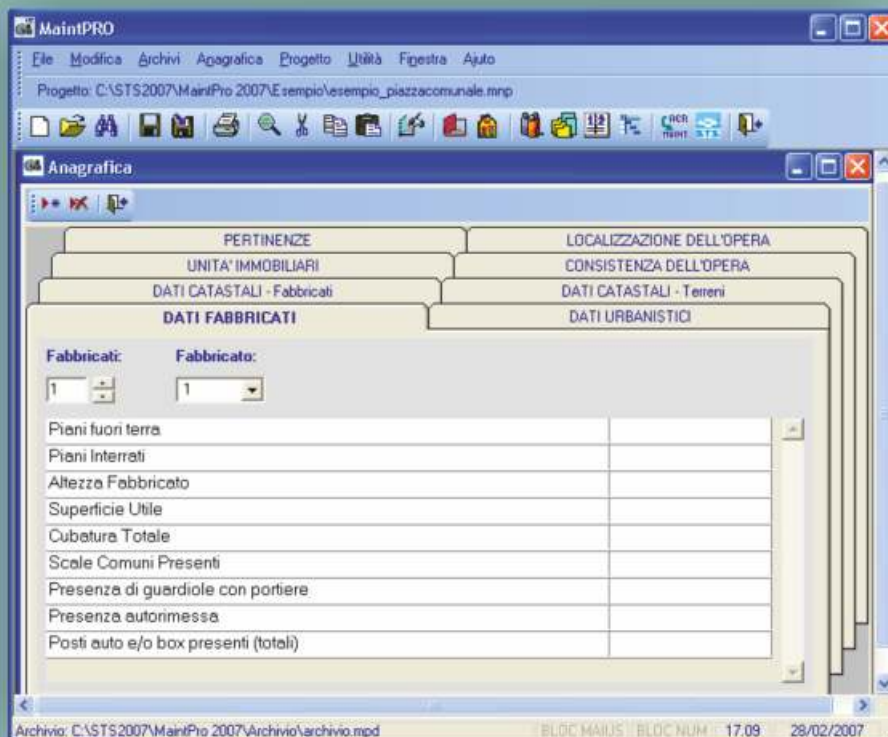 MaintPRO
File Modifica Archivi Anagrafica Progetto Utilità Finestra Aiuto
Progetto: C:\STS2007\MaintPro 2007\Esempio\esempio_piazzacomunale.mnp
Anagrafica
PERTINENZE LOCALIZZAZIONE DELL'OPERA
UNITA' IMMOBILIARI CONSISTENZA DELL'OPERA
DATI CATASTALI - Fabbricati DATI CATASTALI - Terreni
DATI FABBRICATI DATI URBANISTICI
Fabbricati: Fabbricato:
1 1
Piani fuori terra
Piani Interrati
Altezza Fabbricato
Superficie Utile
Cubatura Totale
Scale Comuni Presenti
Presenza di guardiole con portiere
Presenza autorimessa
Posti auto e/o box presenti (totali)
Archivio: C:\STS2007\MaintPro 2007\Archivio\archivio.mpd BLOC MAIUS BLOC NUM 17.09 28/02/2007